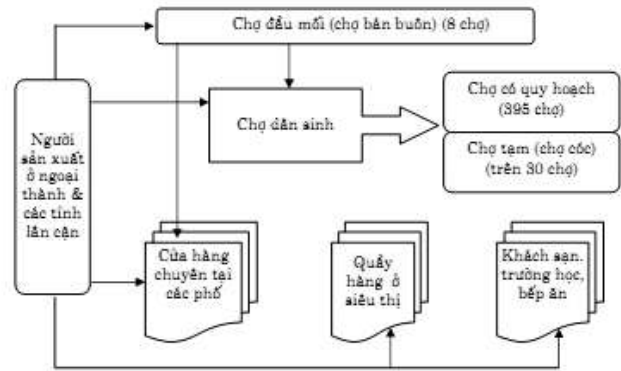 Chợ đầu mối (chợ bán buôn) (8 chợ)
Người
sản xuất
ở ngoại
thành &
các tỉnh
lân cận
Chợ dân sinh
Chợ có quy hoạch
(395 chợ)
Chợ tạm (chợ cóc)
(trên 30 chợ)
Cửa hàng
chuyên tại
các phố
Quầy
hàng ở
siêu thị
Khách sạn.
trường học,
bếp ăn